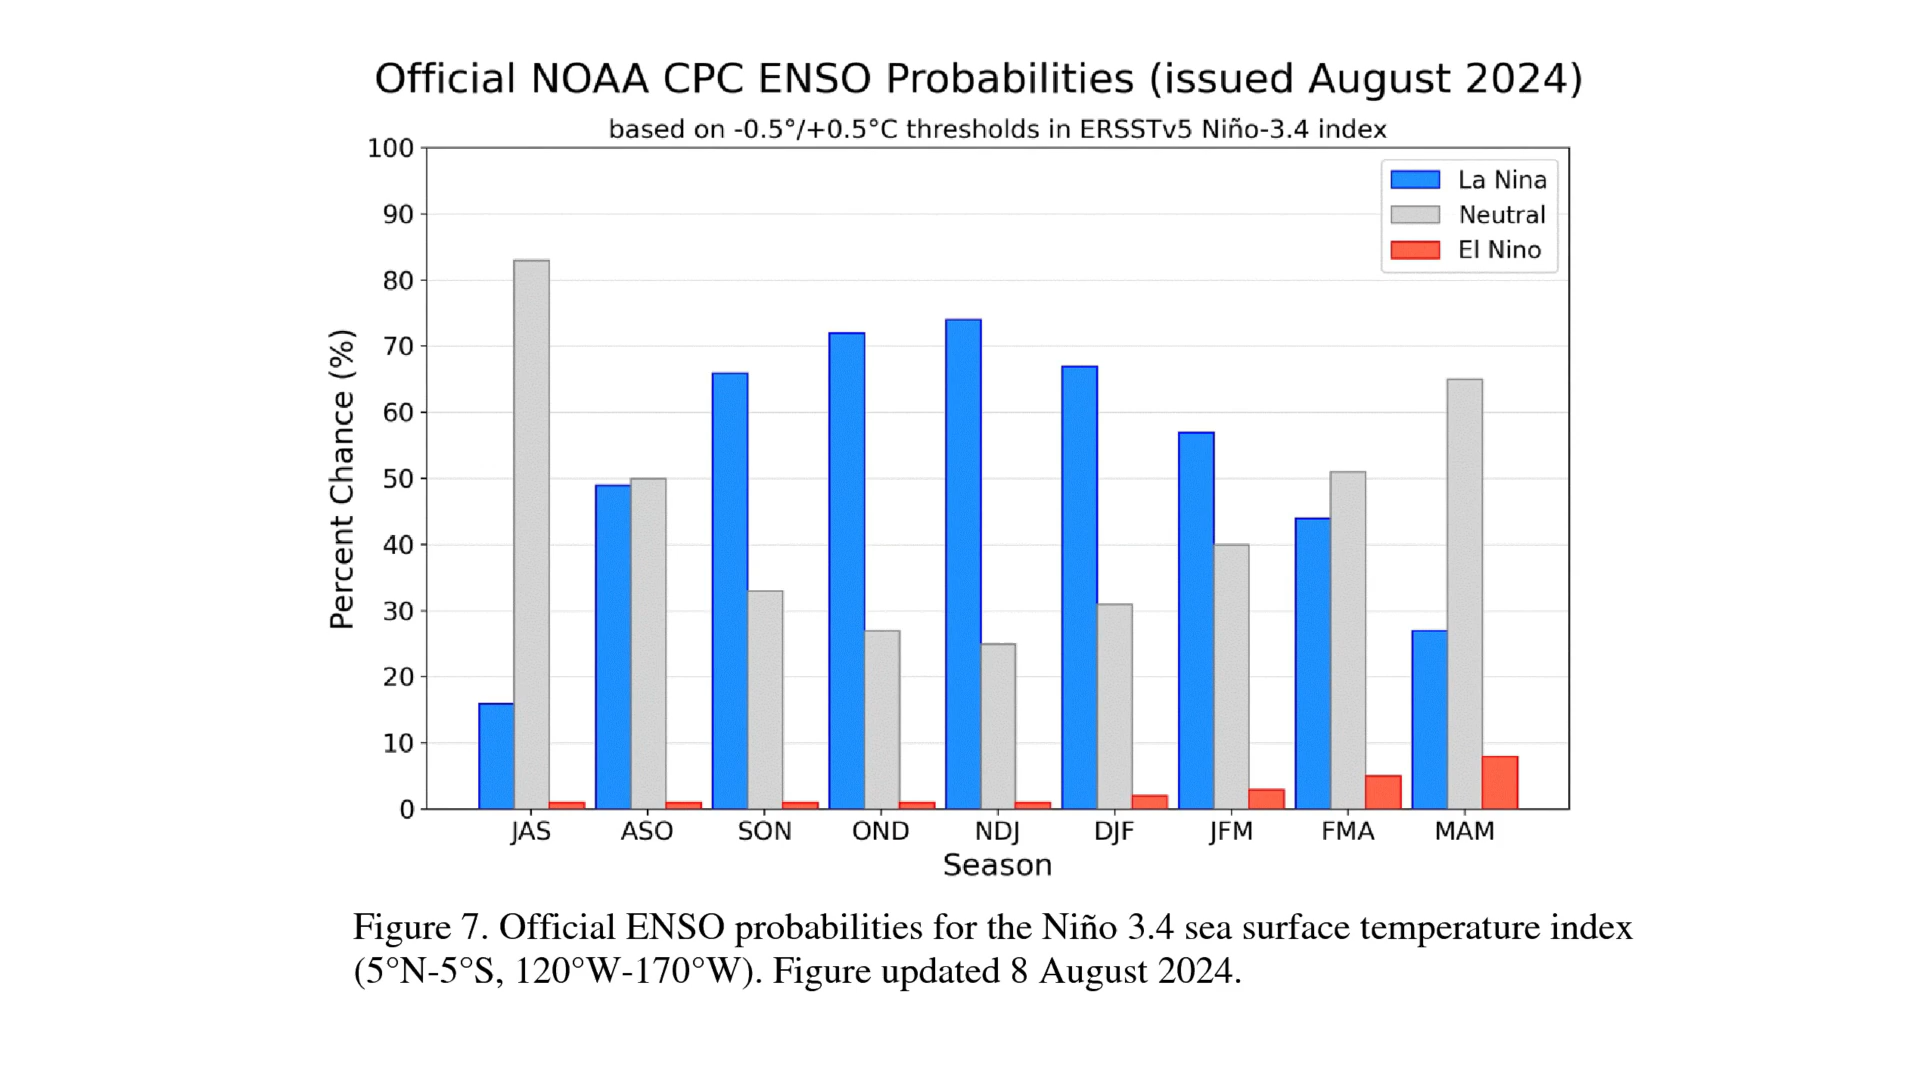 Official NOAA CPC ENSO Probabilities (issued August 2024)
based on -0.5°/+0.5°C thresholds in ERSSTv5 Niño-3.4 index
La Nina
Neutral
El Nino
Percent Chance (%)
100
90
80
70
60
50
40
30
20
10
0
JAS ASO SON OND NDJ DJF JFM FMA MAM
Season
Figure 7. Official ENSO probabilities for the Niño 3.4 sea surface temperature index
(5°N-5°S, 120°W-170°W). Figure updated 8 August 2024.